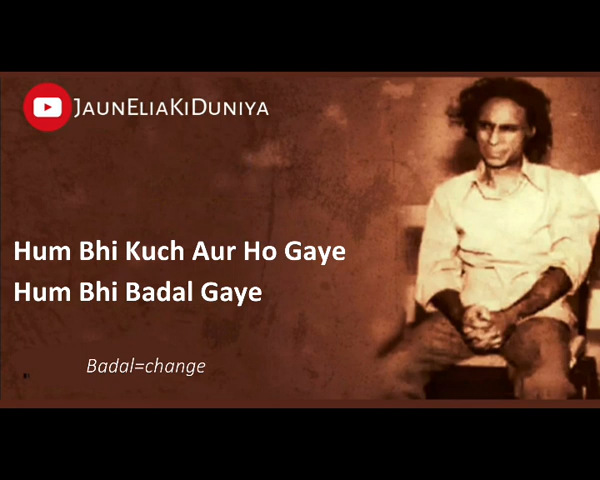 JaunEliaKiDuniya
Hum Bhi Kuch Aur Ho Gaye
Hum Bhi Badal Gaye
Badal=change